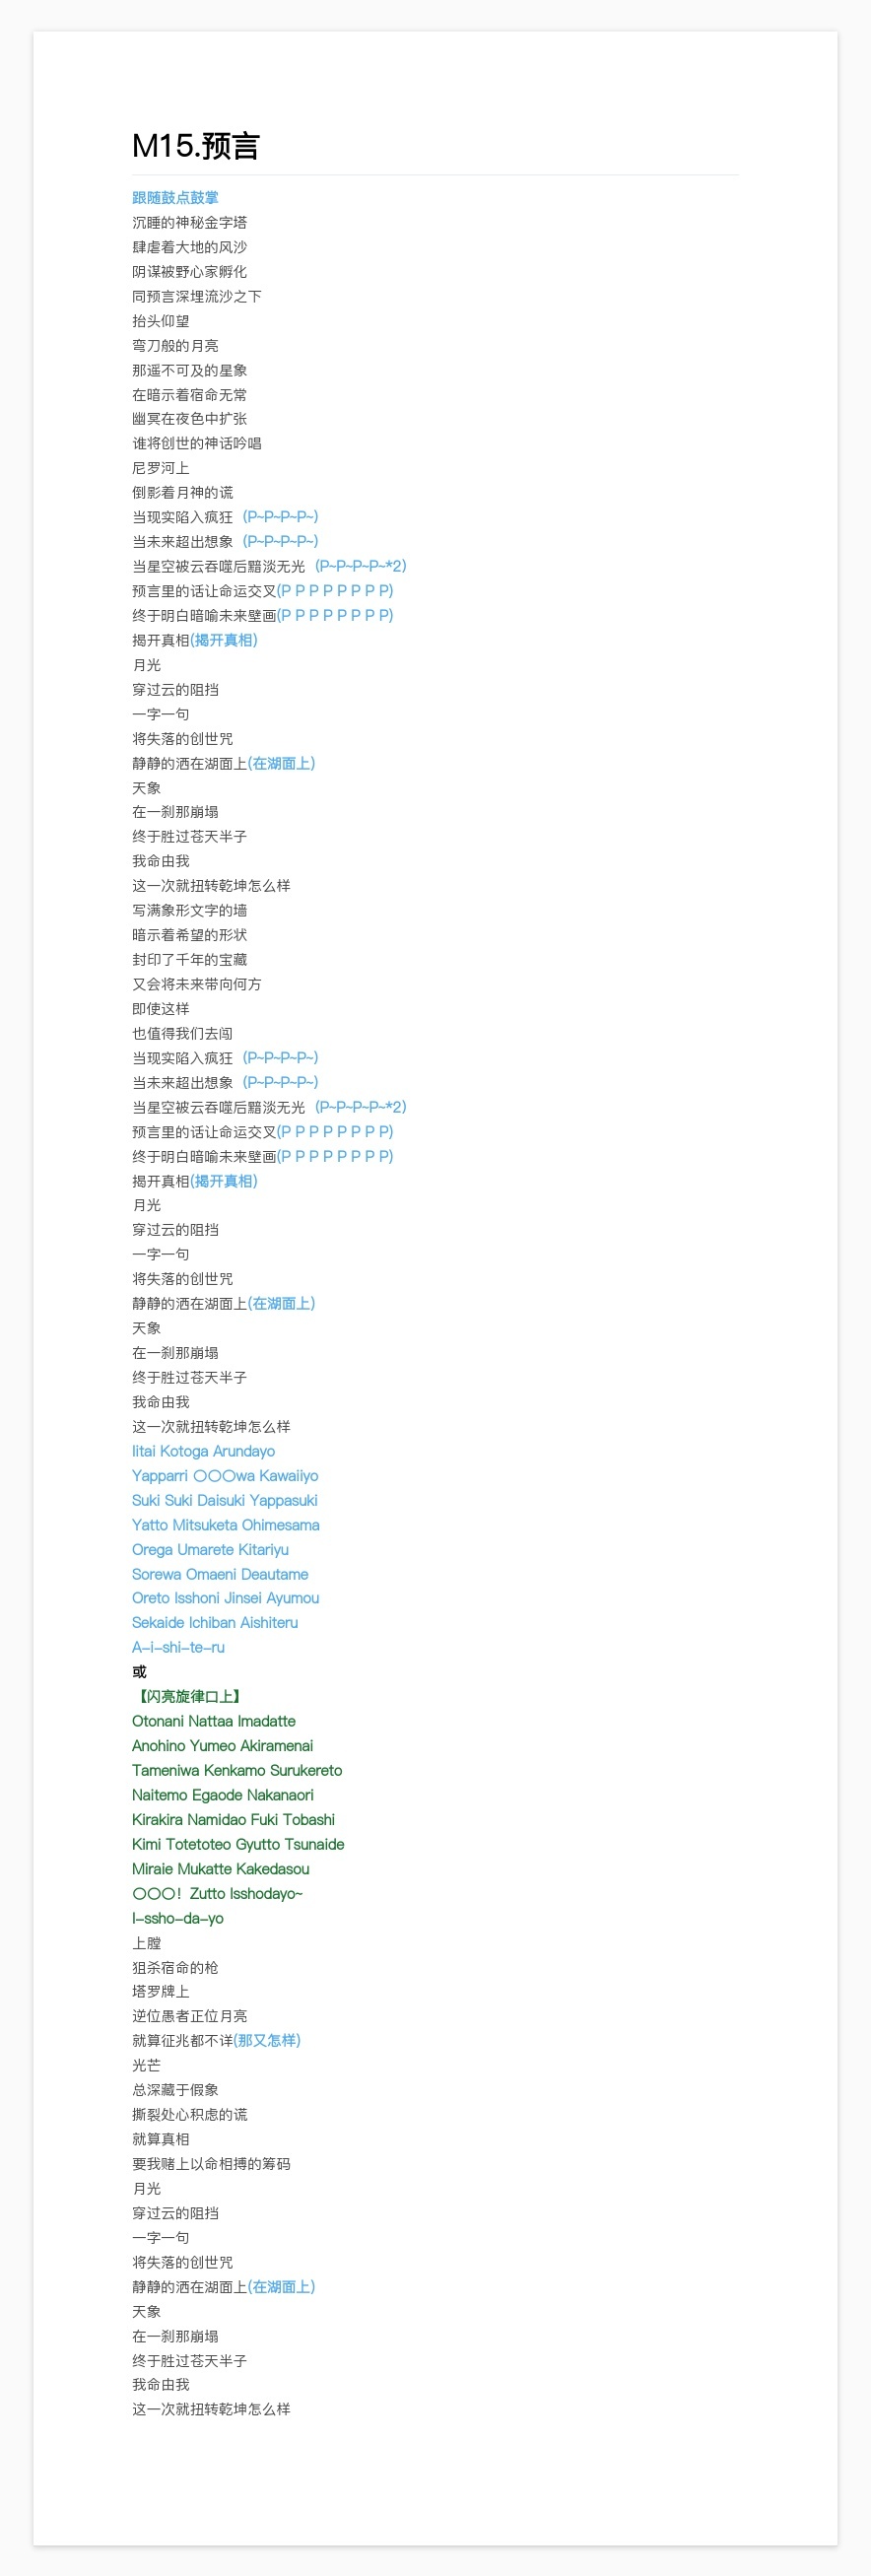 M15.预言
跟随鼓点鼓掌
沉睡的神秘金字塔
肆虐着大地的风沙
阴谋被野心家孵化
同预言深埋流沙之下
抬头仰望
弯刀般的月亮
那遥不可及的星象
在暗示着宿命无常
幽冥在夜色中扩张
谁将创世的神话吟唱
尼罗河上
倒影着月神的谎
当现实陷入疯狂（P~P~P~P~）
当未来超出想象（P~P~P~P~）
当星空被云吞噬后黯淡无光（P~P~P~P~*2）
预言里的话让命运交叉(P P P P P P P P)
终于明白暗喻未来壁画(P P P P P P P P)
揭开真相(揭开真相)
月光
穿过云的阻挡
一字一句
将失落的创世咒
静静的洒在湖面上(在湖面上)
天象
在一刹那崩塌
终于胜过苍天半子
我命由我
这一次就扭转乾坤怎么样
写满象形文字的墙
暗示着希望的形状
封印了千年的宝藏
又会将未来带向何方
即使这样
也值得我们去闯
当现实陷入疯狂（P~P~P~P~）
当未来超出想象（P~P~P~P~）
当星空被云吞噬后黯淡无光（P~P~P~P~*2）
预言里的话让命运交叉(P P P P P P P P)
终于明白暗喻未来壁画(P P P P P P P P)
揭开真相(揭开真相)
月光
穿过云的阻挡
一字一句
将失落的创世咒
静静的洒在湖面上(在湖面上)
天象
在一刹那崩塌
终于胜过苍天半子
我命由我
这一次就扭转乾坤怎么样
Iitai Kotoga Arundayo
Yapparri 〇〇〇wa Kawaiiyo
Suki Suki Daisuki Yappasuki
Yatto Mitsuketa Ohimesama
Orega Umarete Kitariyu
Sorewa Omaeni Deautame
Oreto Isshoni Jinsei Ayumou
Sekaide Ichiban Aishiteru
A-i-shi-te-ru
或
【闪亮旋律口上】
Otonani Nattaa Imadatte
Anohino Yumeo Akiramenai
Tameniwa Kenkamo Surukereto
Naitemo Egaode Nakanaori
Kirakira Namidao Fuki Tobashi
Kimi Totetoteo Gyutto Tsunaide
Miraie Mukatte Kakedasou
〇〇〇！Zutto Isshodayo~
I-ssho-da-yo
上膛
狙杀宿命的枪
塔罗牌上
逆位愚者正位月亮
就算征兆都不详(那又怎样)
光芒
总深藏于假象
撕裂处心积虑的谎
就算真相
要我赌上以命相搏的筹码
月光
穿过云的阻挡
一字一句
将失落的创世咒
静静的洒在湖面上(在湖面上)
天象
在一刹那崩塌
终于胜过苍天半子
我命由我
这一次就扭转乾坤怎么样